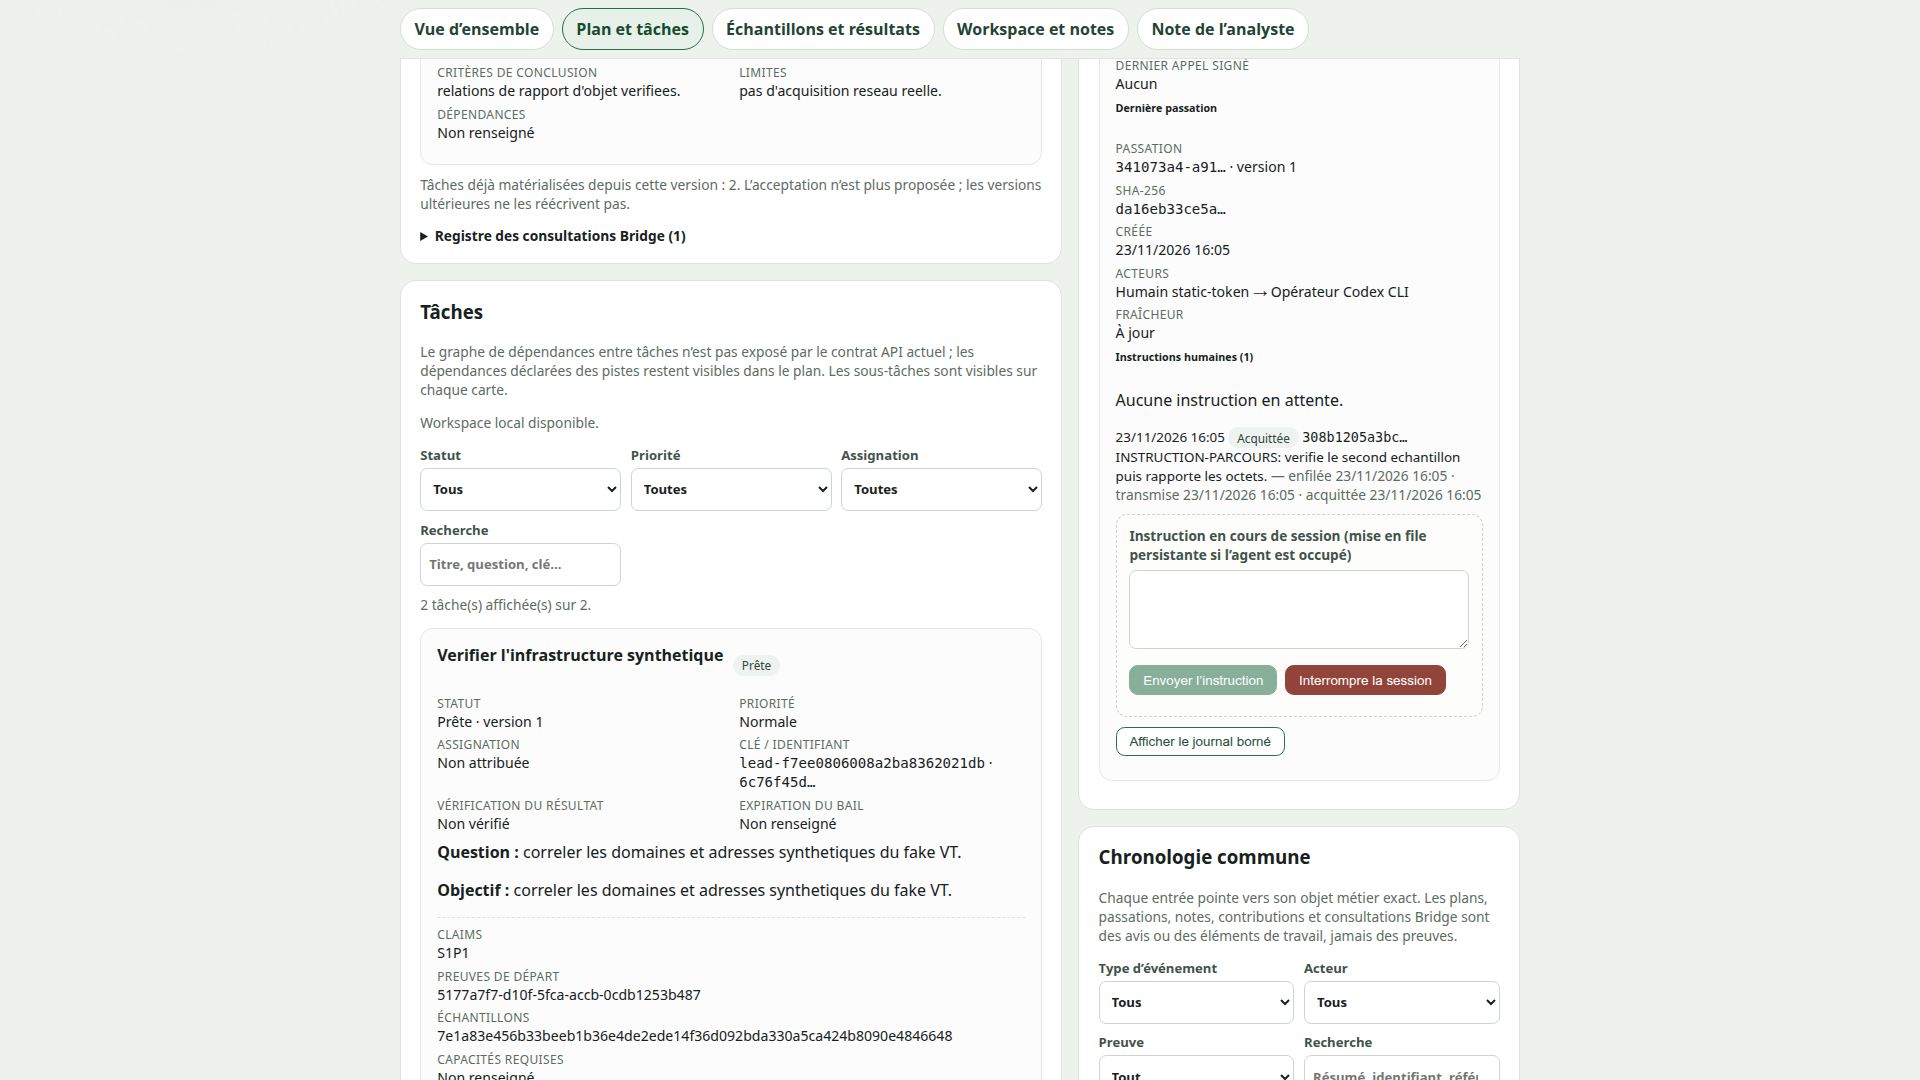 Vue d’ensemble
Plan et tâches
Échantillons et résultats
Workspace et notes
Note de l’analyste
CRITÈRES DE CONCLUSION
relations de rapport d'objet verifiees.
LIMITES
pas d'acquisition reseau reelle.
DÉPENDANCES
Non renseigné
Tâches déjà matérialisées depuis cette version : 2. L’acceptation n’est plus proposée ; les versions
ultérieures ne les réécrivent pas.
Registre des consultations Bridge (1)
Tâches
Le graphe de dépendances entre tâches n’est pas exposé par le contrat API actuel ; les
dépendances déclarées des pistes restent visibles dans le plan. Les sous-tâches sont visibles sur
chaque carte.
Workspace local disponible.
Statut
Tous
Priorité
Toutes
Assignation
Toutes
Recherche
Titre, question, clé…
2 tâche(s) affichée(s) sur 2.
Verifier l'infrastructure synthetique
Prête
STATUT
Prête · version 1
PRIORITÉ
Normale
ASSIGNATION
Non attribuée
CLÉ / IDENTIFIANT
lead-f7ee0806008a2ba8362021db ·
6c76f45d…
VÉRIFICATION DU RÉSULTAT
Non vérifié
EXPIRATION DU BAIL
Non renseigné
Question : correler les domaines et adresses synthetiques du fake VT.
Objectif : correler les domaines et adresses synthetiques du fake VT.
CLAIMS
S1P1
PREUVES DE DÉPART
5177a7f7-d10f-5fca-accb-0cdb1253b487
ÉCHANTILLONS
7e1a83e456b33beeb1b36e4de2ede14f36d092bda330a5ca424b8090e4846648
CAPACITÉS REQUISES
Non renseigné
DERNIER APPEL SIGNÉ
Aucun
Dernière passation
PASSATION
341073a4-a91… · version 1
SHA-256
da16eb33ce5a…
CRÉÉE
23/11/2026 16:05
ACTEURS
Humain static-token → Opérateur Codex CLI
FRAÎCHEUR
À jour
Instructions humaines (1)
Aucune instruction en attente.
23/11/2026 16:05 Acquittée 308b1205a3bc…
INSTRUCTION-PARCOURS: verifie le second echantillon
puis rapporte les octets. — enfilée 23/11/2026 16:05 ·
transmise 23/11/2026 16:05 · acquittée 23/11/2026 16:05
Instruction en cours de session (mise en file
persistante si l’agent est occupé)
Envoyer l’instruction
Interrompre la session
Afficher le journal borné
Chronologie commune
Chaque entrée pointe vers son objet métier exact. Les plans,
passations, notes, contributions et consultations Bridge sont
des avis ou des éléments de travail, jamais des preuves.
Type d’événement
Tous
Acteur
Tous
Preuve
Tout
Recherche
Résumé, identifiant, référ